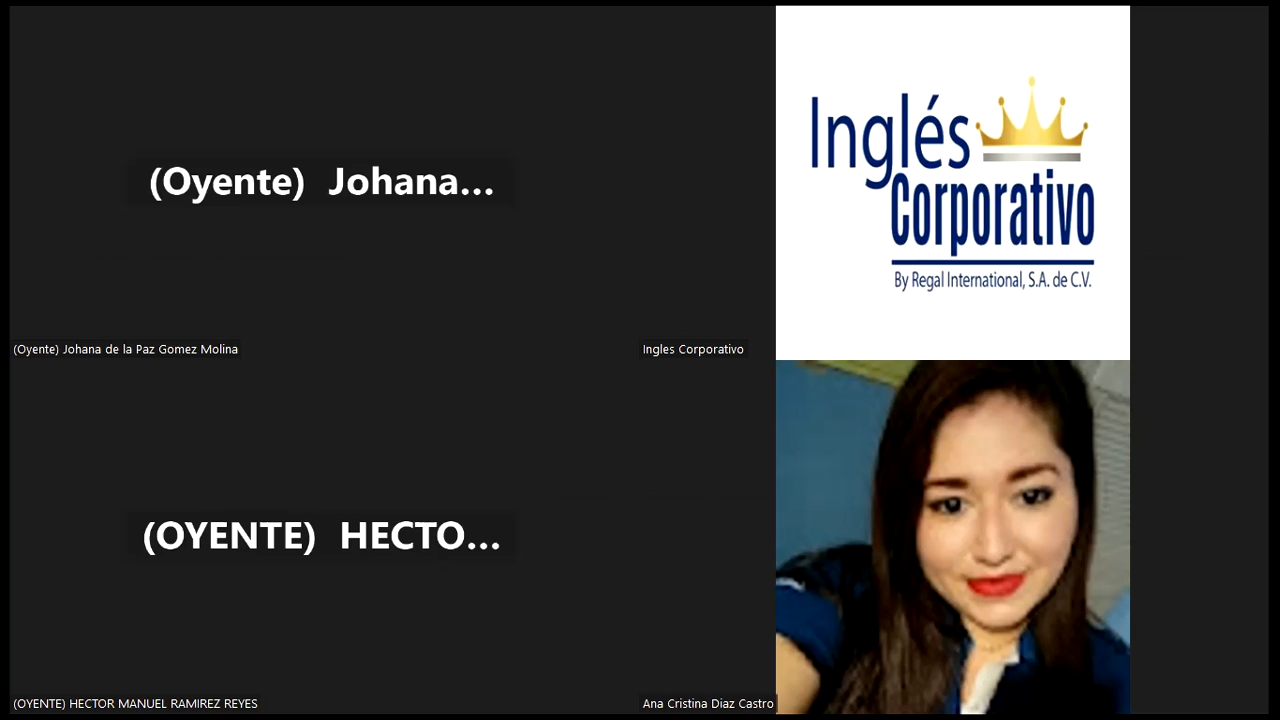 (Oyente) Johana...
(Oyente) Johana de la Paz Gomez Molina
Inglés
Corporativo
By Regal International, S.A. de C.V.
Ingles Corporativo
(OYENTE) HECTO...
(OYENTE) HECTOR MANUEL RAMIREZ REYES
Ana Cristina Diaz Castro